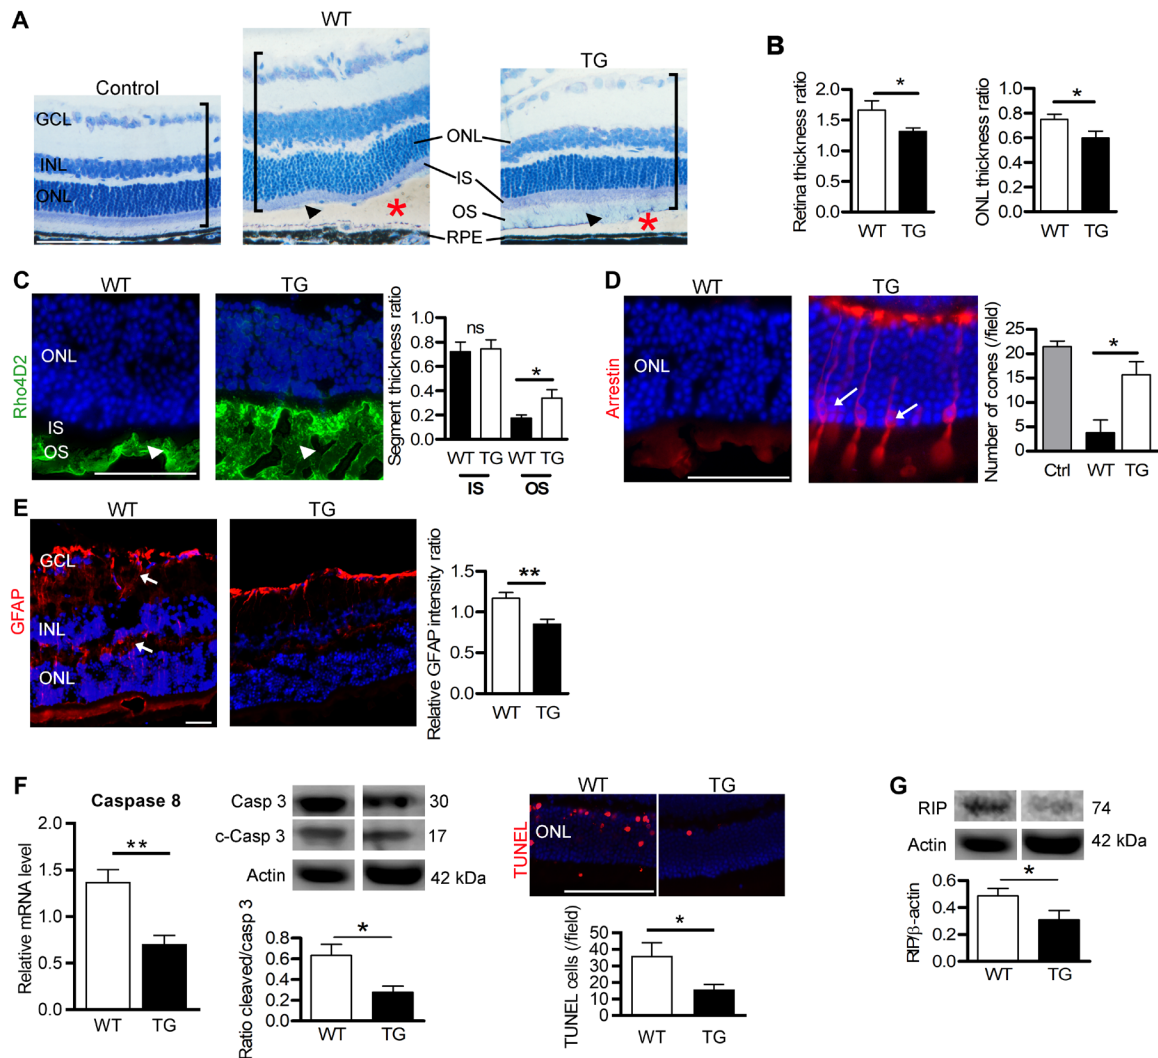 A
WT
Control
TG
GCL
INL
ONL
ONL
IS
OS
RPE
*
*
B
Retina thickness ratio
2.0
1.5
1.0
0.5
0.0
*
WT TG
ONL thickness ratio
1.0
0.8
0.6
0.4
0.2
0.0
*
WT TG
C
WT
TG
Rho4D2
ONL
IS
OS
Segment thickness ratio
1.0
0.8
0.6
0.4
0.2
0.0
ns
*
WT TG WT TG
IS OS
D
WT
TG
Arrestin
ONL
Number of cones (/field)
25
20
15
10
5
0
*
Ctrl WT TG
E
WT
TG
GFAP
GCL
INL
ONL
Relative GFAP intensity ratio
1.5
1.0
0.5
0.0
**
WT TG
F
Caspase 8
Relative mRNA level
2.0
1.5
1.0
0.5
0.0
**
WT TG
Casp 3 30
c-Casp 3 17
Actin 42 kDa
Ratio cleaved/casp 3
0.8
0.6
0.4
0.2
0.0
*
WT TG
WT TG
TUNEL
ONL
TUNEL cells (/field)
50
40
30
20
10
0
*
WT TG
G
RIP 74
Actin 42 kDa
RIP/β-actin
0.6
0.4
0.2
0.0
*
WT TG